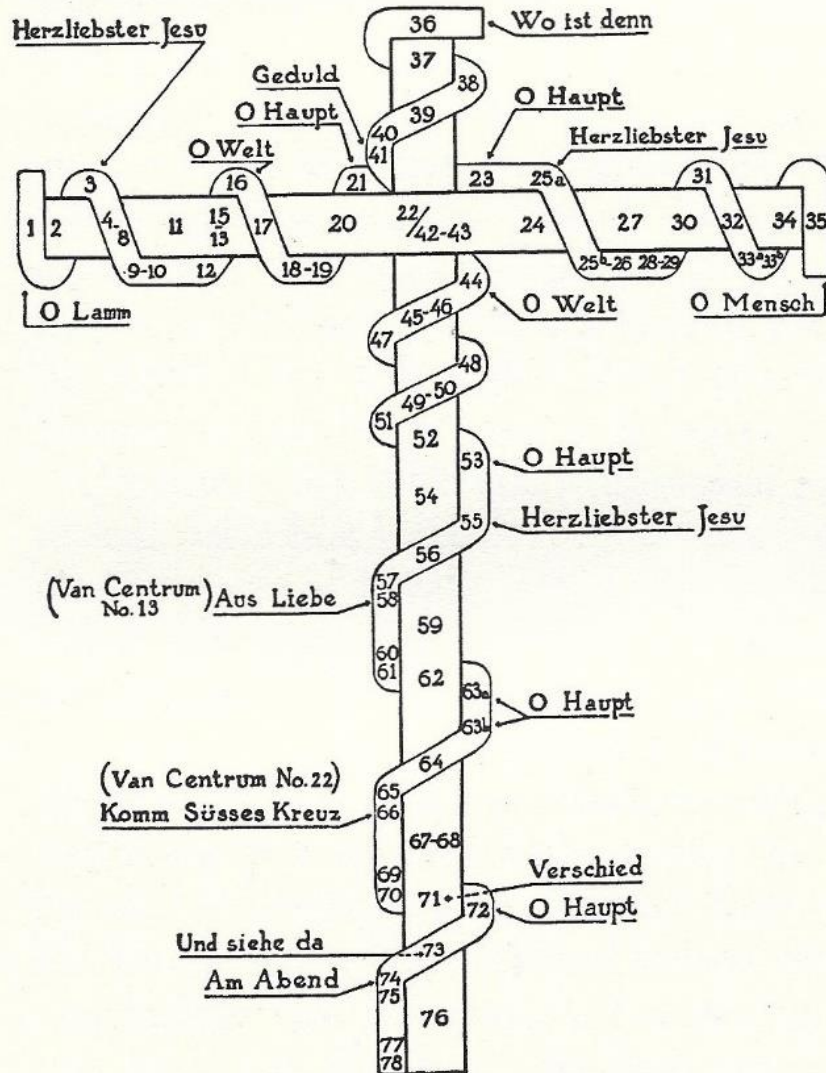 36
Wo ist denn
Herzliebster Jesu
37
38
Geduld
39
O Haupt
40
41
O Haupt
Herzliebster Jesu
O Welt
3
16
21
23
25a
31
1
2
4-
8
11
15
13
17
20
22/
42-43
24
27
30
32
34
35
9-10
12
18-19
25b-26
28-29
33a
33b
O Lamm
44
O Welt
O Mensch
45-46
47
48
49-50
51
52
53
O Haupt
54
55
Herzliebster Jesu
56
57
58
(Van Centrum
No. 13)
Aus Liebe
59
60
61
62
63a
O Haupt
63b
64
(Van Centrum No. 22)
65
Komm Süsses Kreuz
66
67-68
69
70
Verschied
71
72
O Haupt
Und siehe da
73
Am Abend
74
75
76
77
78